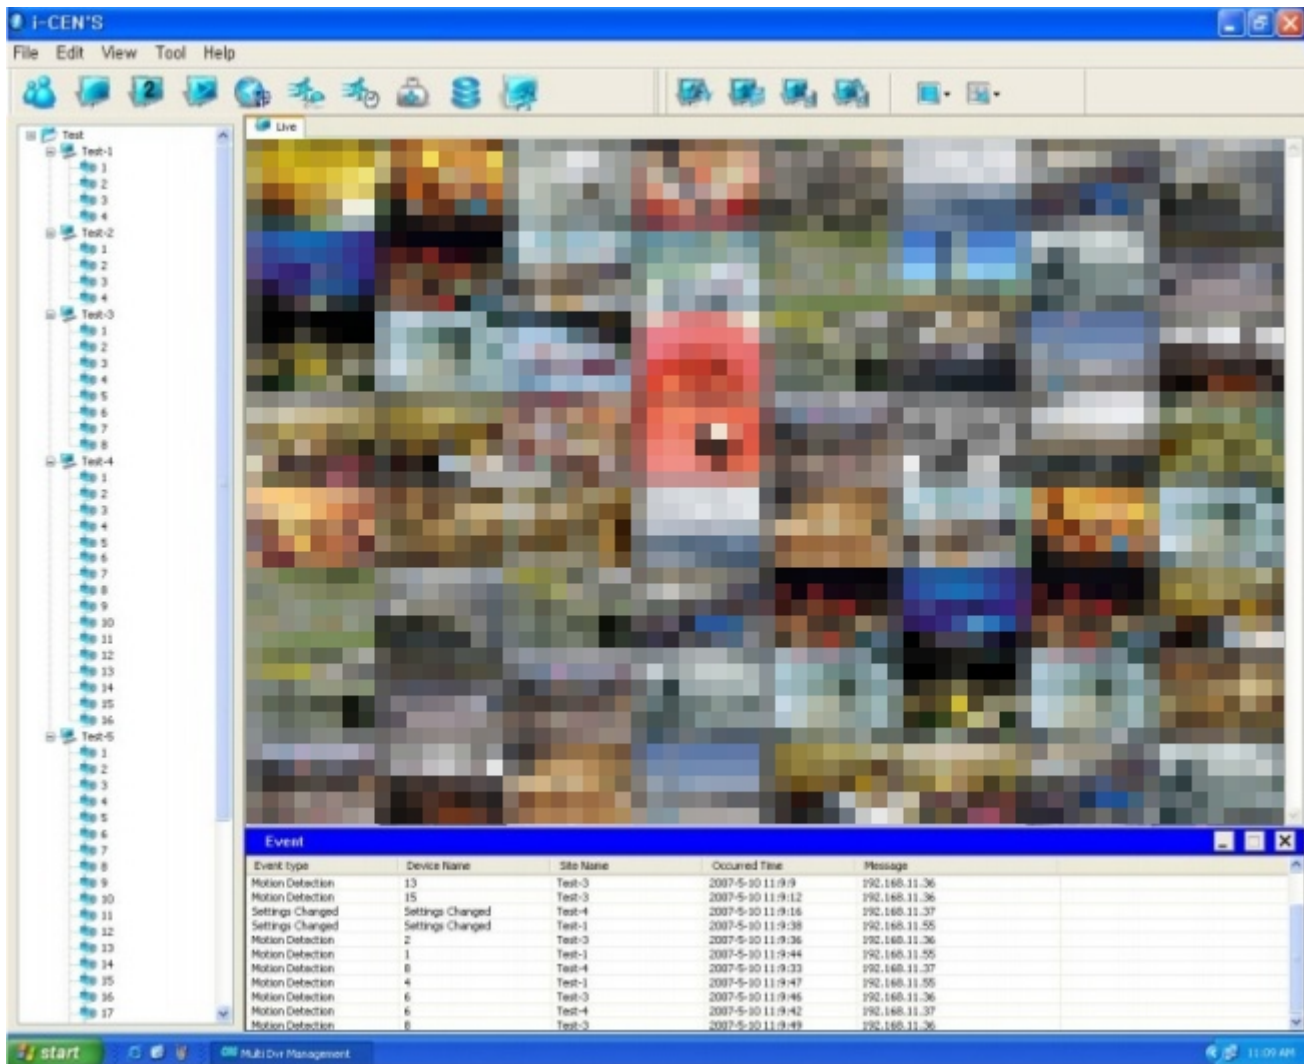 i-CEN'S
File Edit View Tool Help
2
Live
Test
Test-1
1
2
3
4
Test-2
1
2
3
4
Test-3
1
2
3
4
5
6
7
8
Test-4
1
2
3
4
5
6
7
8
9
10
11
12
13
14
15
16
Test-5
1
2
3
4
5
6
7
8
9
10
11
12
13
14
15
16
17
Event
Event type Device Name Site Name Occurred Time Message
Motion Detection 13 Test-3 2007-5-10 11:9:9 192.168.11.36
Motion Detection 15 Test-3 2007-5-10 11:9:12 192.168.11.36
Settings Changed Settings Changed Test-4 2007-5-10 11:9:16 192.168.11.37
Settings Changed Settings Changed Test-1 2007-5-10 11:9:38 192.168.11.55
Motion Detection 2 Test-3 2007-5-10 11:9:36 192.168.11.36
Motion Detection 1 Test-1 2007-5-10 11:9:44 192.168.11.55
Motion Detection 8 Test-4 2007-5-10 11:9:33 192.168.11.37
Motion Detection 4 Test-1 2007-5-10 11:9:47 192.168.11.55
Motion Detection 6 Test-3 2007-5-10 11:9:46 192.168.11.36
Motion Detection 6 Test-4 2007-5-10 11:9:42 192.168.11.37
Motion Detection 8 Test-3 2007-5-10 11:9:49 192.168.11.36
start Multi Dvr Management 11:09 AM